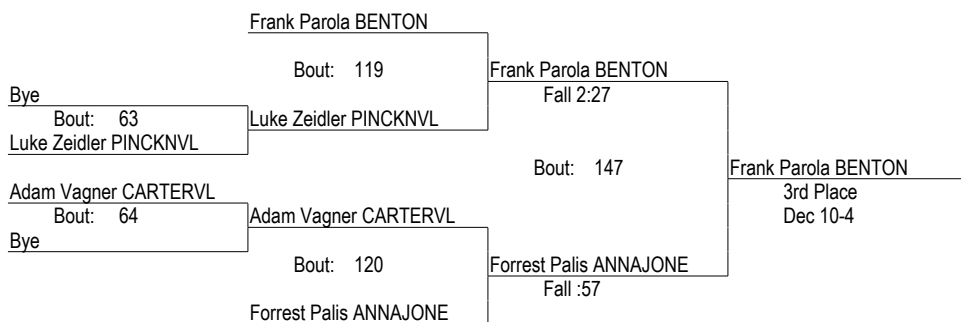 Frank Parola BENTON
Bout: 119
Frank Parola BENTON
Fall 2:27
Bye
Bout: 63
Luke Zeidler PINCKNVL
Luke Zeidler PINCKNVL
Bout: 147
Frank Parola BENTON
3rd Place
Dec 10-4
Adam Vagner CARTERVL
Bout: 64
Adam Vagner CARTERVL
Bye
Bout: 120
Forrest Palis ANNAJONE
Fall :57
Forrest Palis ANNAJONE